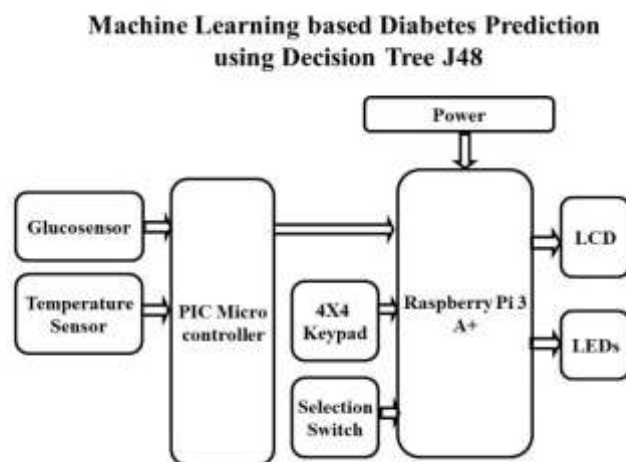 Machine Learning based Diabetes Prediction
using Decision Tree J48
Power
Glucosensor
Temperature
Sensor
PIC Micro
controller
4X4
Keypad
Selection
Switch
Raspberry Pi 3
A+
LCD
LEDs